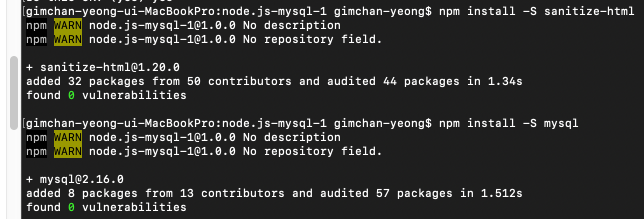 [gimchan-yeong-ui-MacBookPro:node.js-mysql-1 gimchan-yeong$ npm install -S sanitize-html
npm WARN node.js-mysql-1@1.0.0 No description
npm WARN node.js-mysql-1@1.0.0 No repository field.
+ sanitize-html@1.20.0
added 32 packages from 50 contributors and audited 44 packages in 1.34s
found 0 vulnerabilities
[gimchan-yeong-ui-MacBookPro:node.js-mysql-1 gimchan-yeong$ npm install -S mysql
npm WARN node.js-mysql-1@1.0.0 No description
npm WARN node.js-mysql-1@1.0.0 No repository field.
+ mysql@2.16.0
added 8 packages from 13 contributors and audited 57 packages in 1.512s
found 0 vulnerabilities